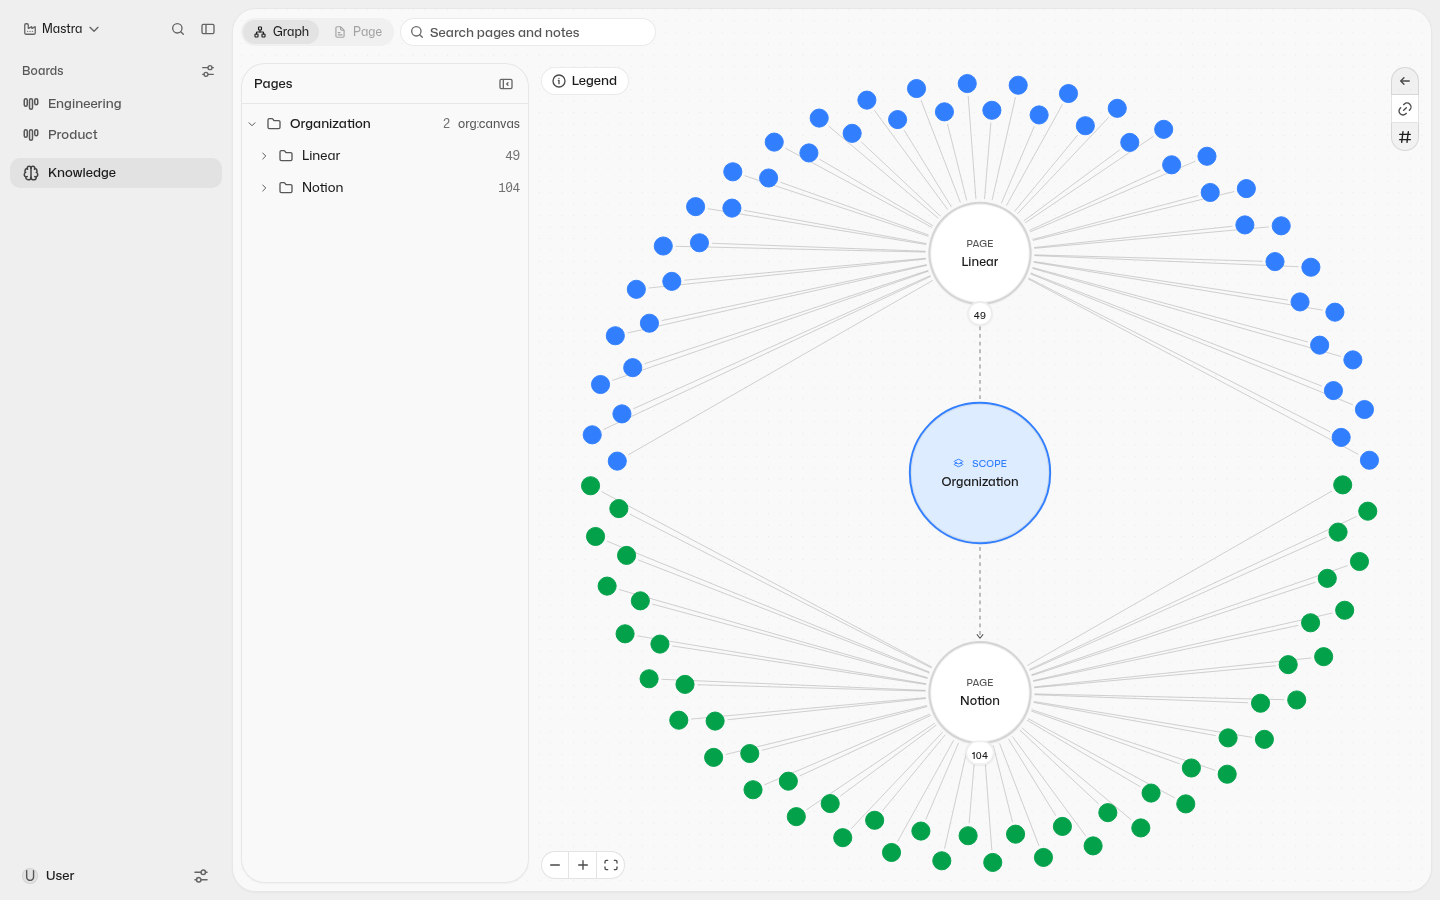 Mastra
Boards
Engineering
Product
Knowledge
U User
Graph
Page
Search pages and notes
Pages
Organization 2 org:canvas
Linear 49
Notion 104
Legend
PAGE
Linear
49
SCOPE
Organization
PAGE
Notion
104